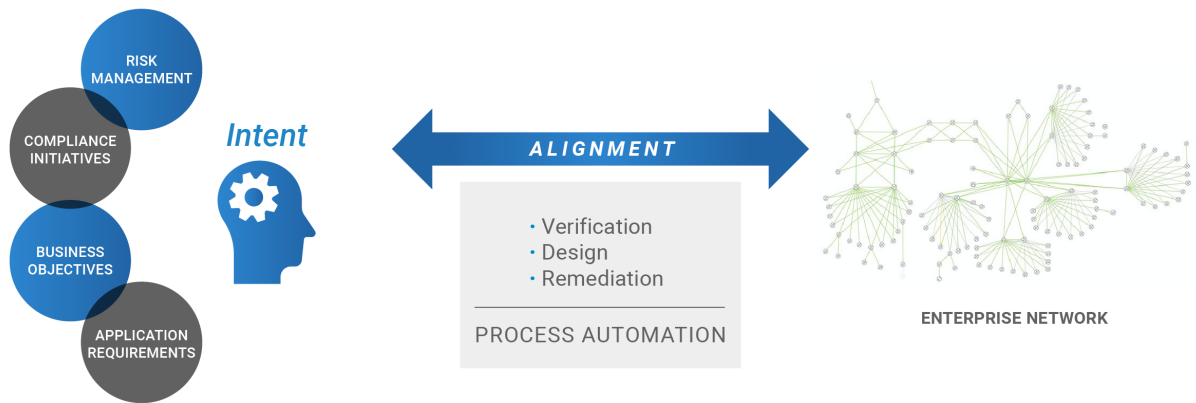 RISK
MANAGEMENT
COMPLIANCE
INITIATIVES
BUSINESS
OBJECTIVES
APPLICATION
REQUIREMENTS
Intent
ALIGNMENT
• Verification
• Design
• Remediation
PROCESS AUTOMATION
ENTERPRISE NETWORK